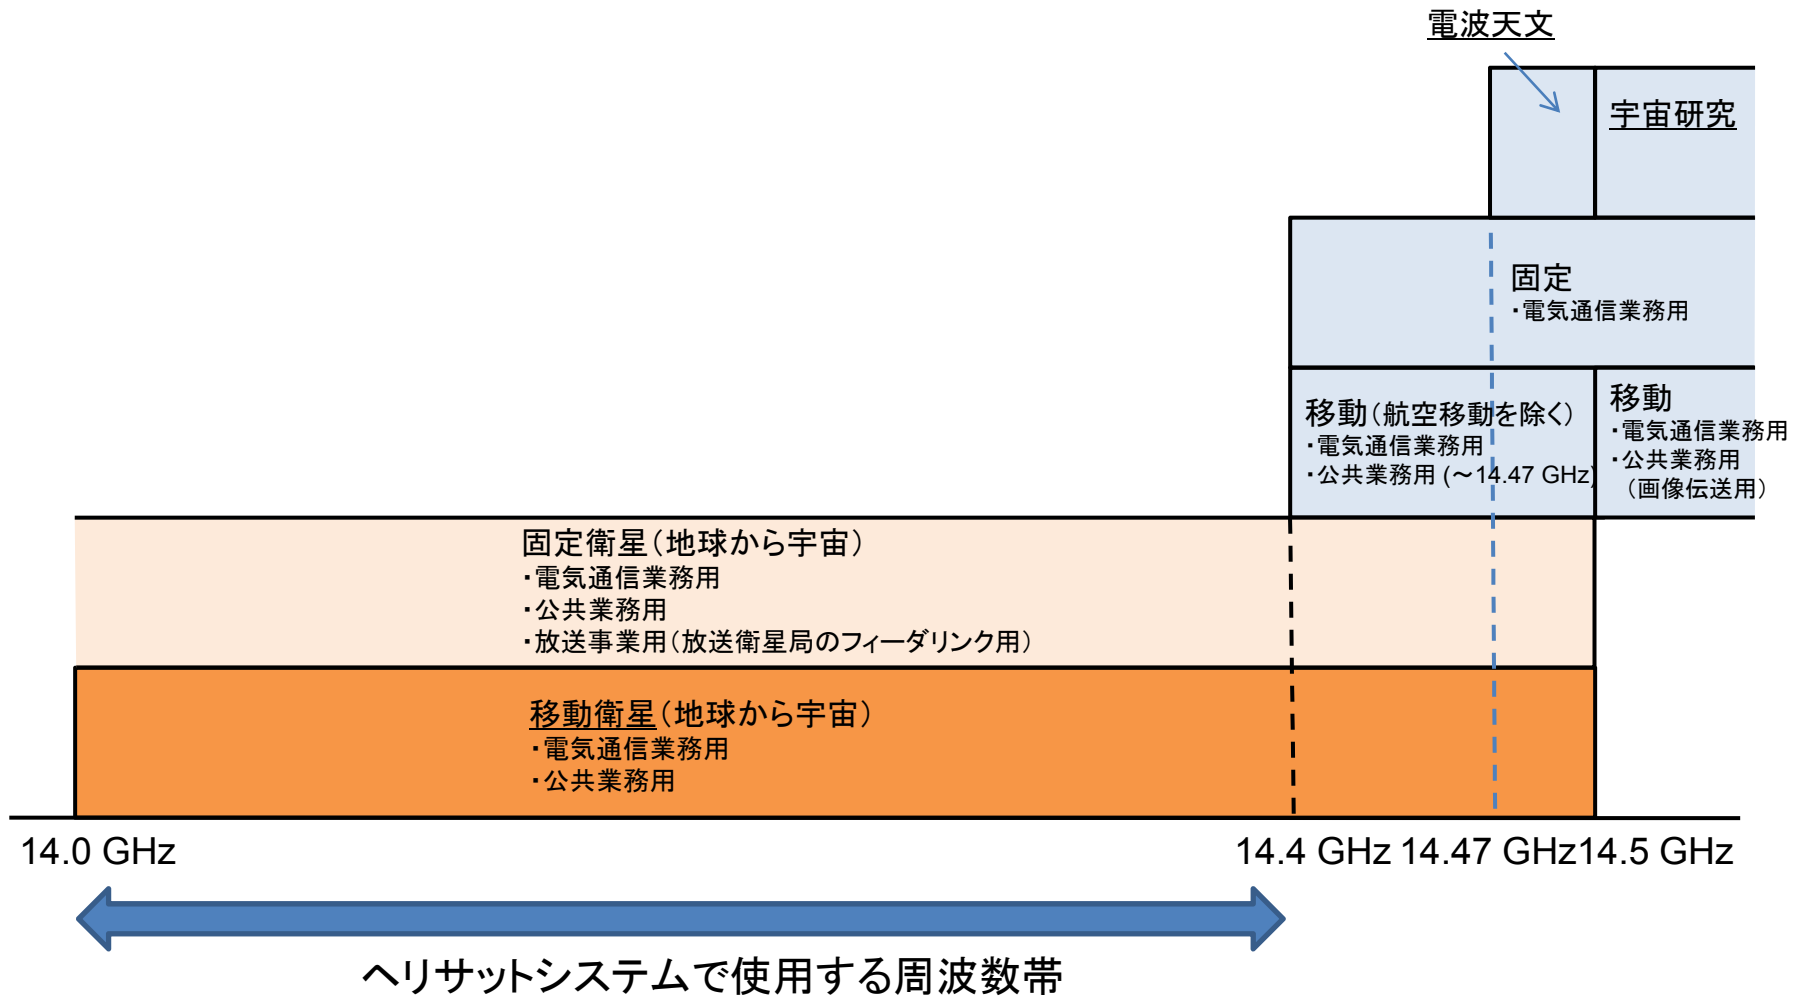 電波天文
宇宙研究
固定
・電気通信業務用
移動(航空移動を除く)
・電気通信業務用
・公共業務用 (～14.47 GHz)
移動
・電気通信業務用
・公共業務用
(画像伝送用)
固定衛星(地球から宇宙)
・電気通信業務用
・公共業務用
・放送事業用(放送衛星局のフィーダリンク用)
移動衛星(地球から宇宙)
・電気通信業務用
・公共業務用
14.0 GHz 14.4 GHz 14.47 GHz 14.5 GHz
ヘリサットシステムで使用する周波数帯